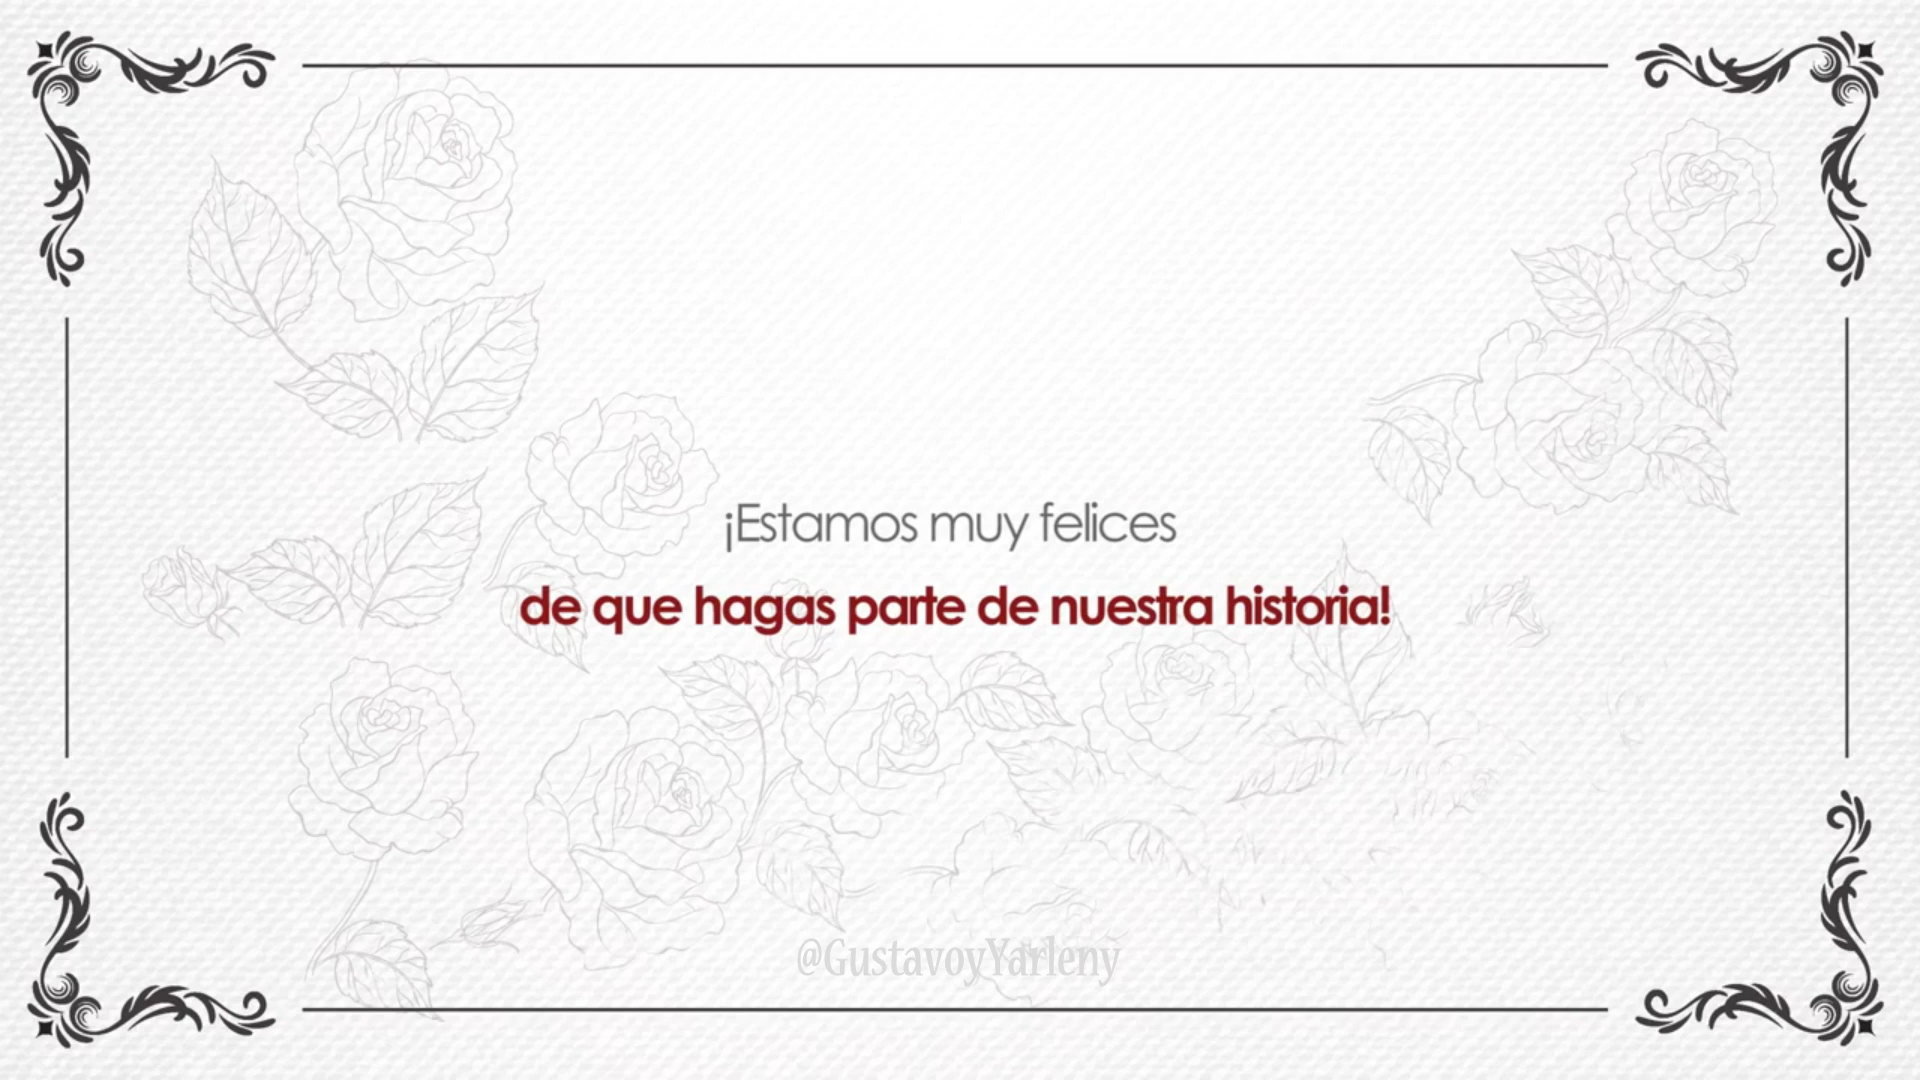 ¡Estamos muy felices
de que hagas parte de nuestra historia!
@GustavoyYarleny